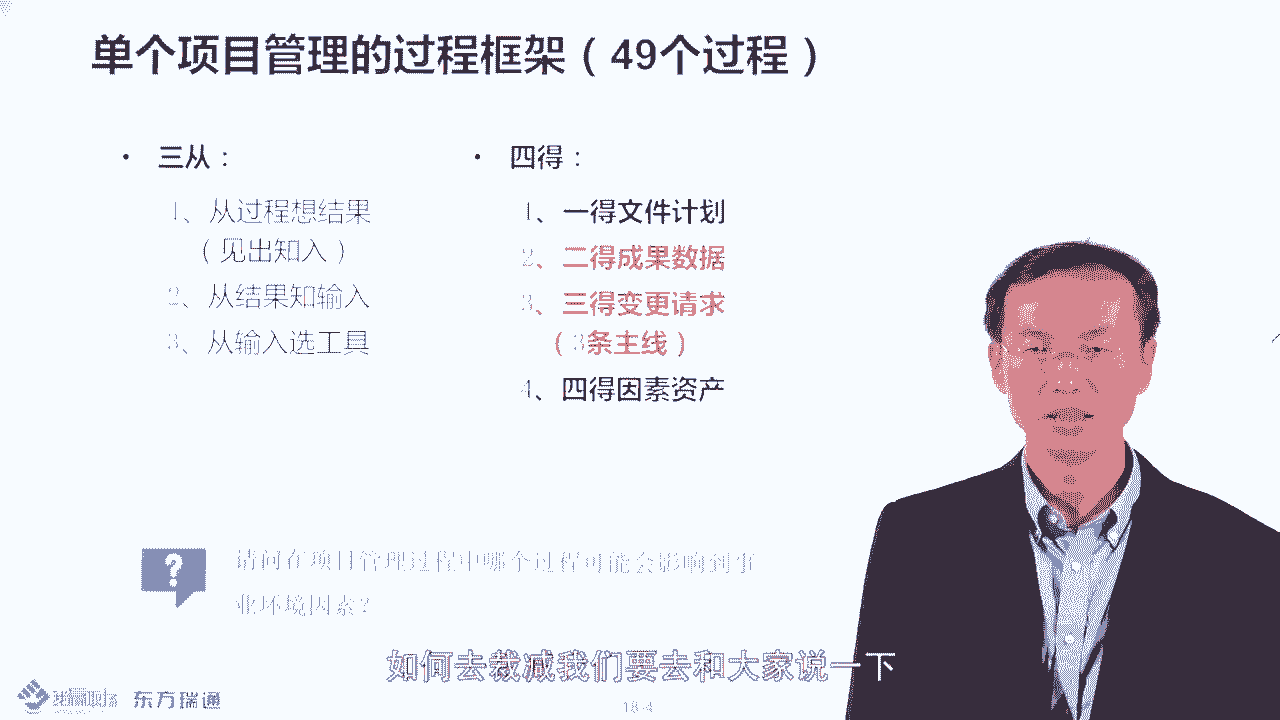 单个项目管理的过程框架（49个过程）
• 三从：
1、从过程想结果
（见出知入）
2、从结果知输入
3、从输入选工具
• 四得：
1、一得文件计划
2、二得成果数据
3、三得变更请求
（3条主线）
4、四得因素资产
?
请问在项目管理过程中哪个过程可能会影响到事
业环境因素？
如何去裁减我们要去和大家说一下
东方瑞通
18-4